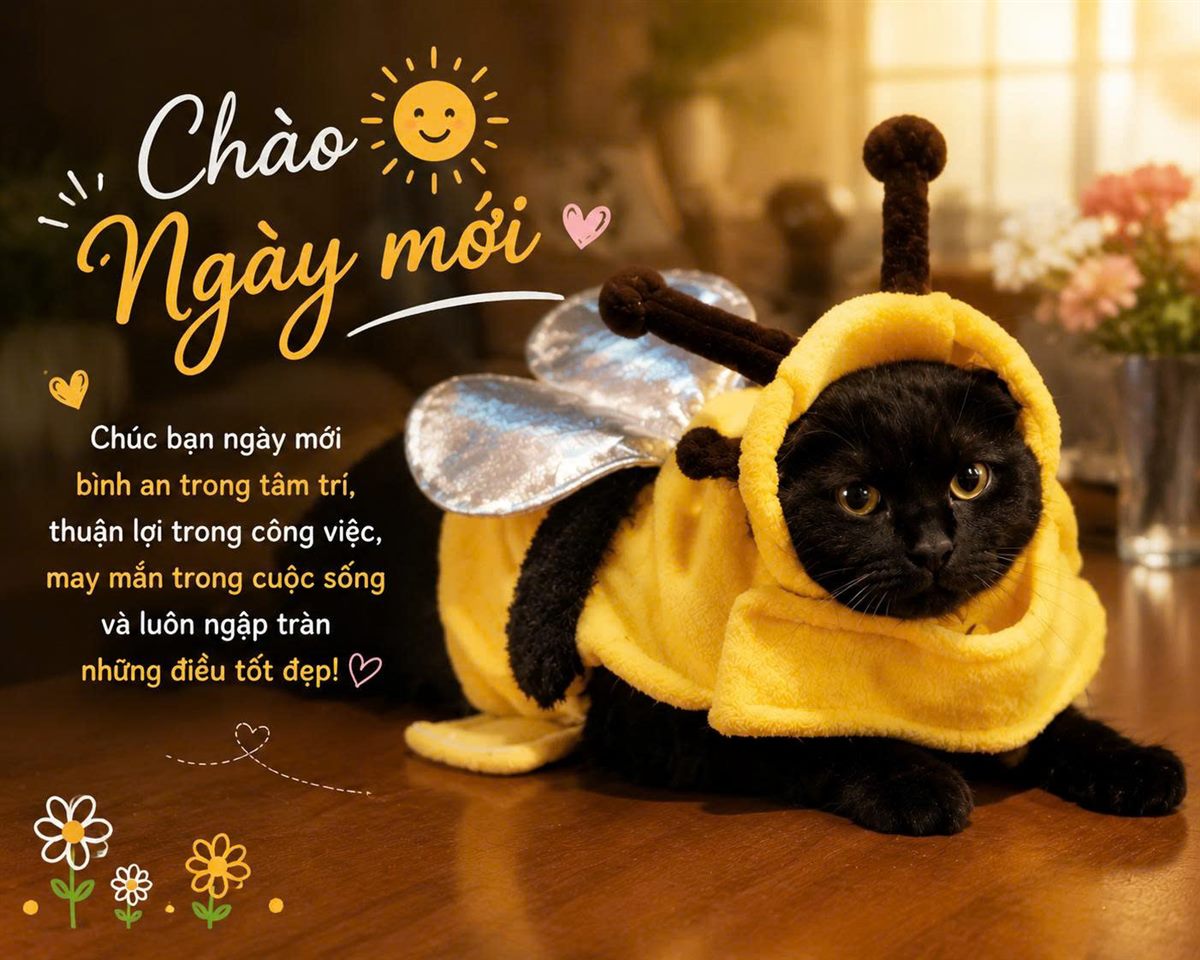 Chào
Ngày mới
Chúc bạn ngày mới
bình an trong tâm trí,
thuận lợi trong công việc,
may mắn trong cuộc sống
và luôn ngập tràn
những điều tốt đẹp!